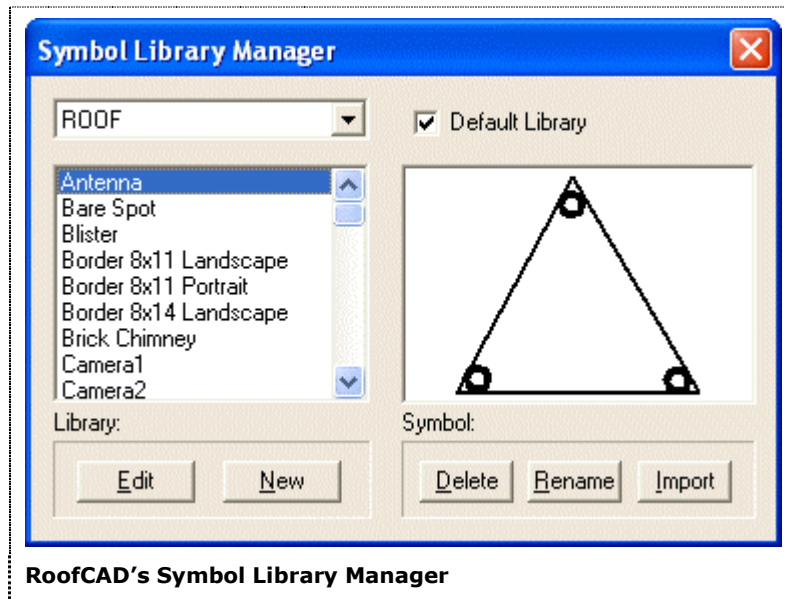 Symbol Library Manager
ROOF
Default Library
Antenna
Bare Spot
Blister
Border 8x11 Landscape
Border 8x11 Portrait
Border 8x14 Landscape
Brick Chimney
Camera1
Camera2
Library:
Symbol:
Edit
New
Delete
Rename
Import
RoofCAD’s Symbol Library Manager